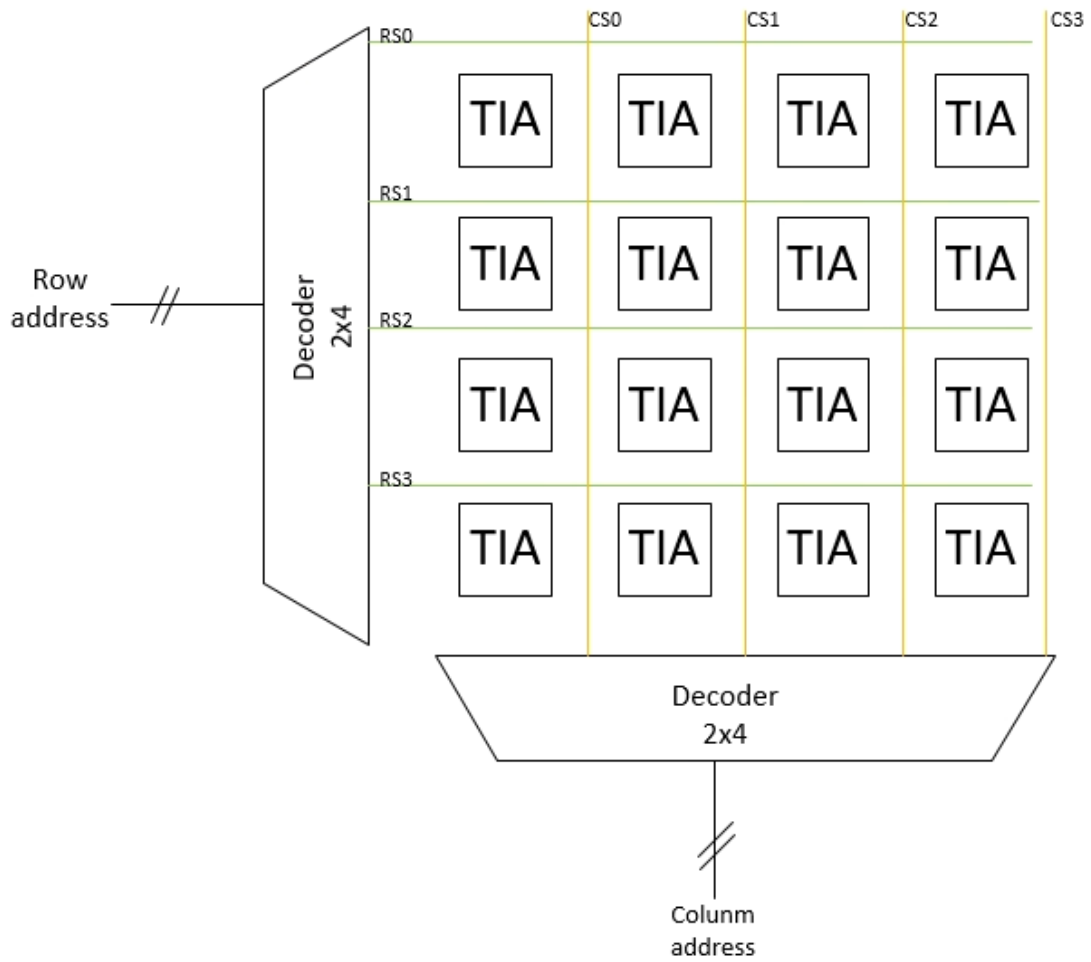 CS0
CS1
CS2
CS3
RS0
TIA
TIA
TIA
TIA
RS1
TIA
TIA
TIA
TIA
Row
address
Decoder
2x4
RS2
TIA
TIA
TIA
TIA
RS3
TIA
TIA
TIA
TIA
Decoder
2x4
Colunm
address